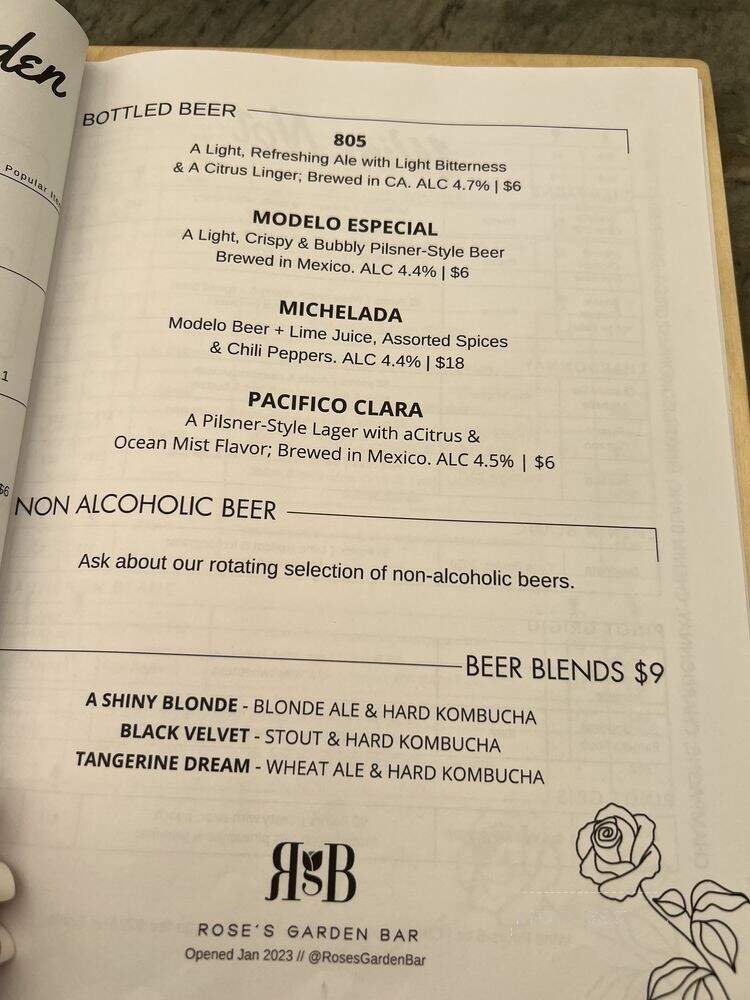 den
Popular
1
$6
BOTTLED BEER
805
A Light, Refreshing Ale with Light Bitterness
& A Citrus Linger; Brewed in CA. ALC 4.7% | $6
MODELO ESPECIAL
A Light, Crispy & Bubbly Pilsner-Style Beer
Brewed in Mexico. ALC 4.4% | $6
MICHELADA
Modelo Beer + Lime Juice, Assorted Spices
& Chili Peppers. ALC 4.4% | $18
PACIFICO CLARA
A Pilsner-Style Lager with aCitrus &
Ocean Mist Flavor; Brewed in Mexico. ALC 4.5% | $6
NON ALCOHOLIC BEER
Ask about our rotating selection of non-alcoholic beers.
BEER BLENDS $9
A SHINY BLONDE - BLONDE ALE & HARD KOMBUCHA
BLACK VELVET - STOUT & HARD KOMBUCHA
TANGERINE DREAM - WHEAT ALE & HARD KOMBUCHA
RGB
ROSE'S GARDEN BAR
Opened Jan 2023 // @RosesGardenBar